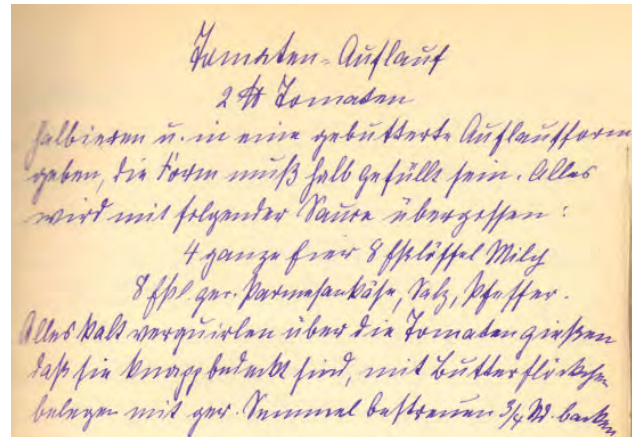 Tomaten-Auflauf
2 ℔ Tomaten
halbieren u. in eine gebutterte Auflaufform
geben, die Form muß halb gefüllt sein. Alles
wird mit folgender Sauce übergossen:
4 ganze Eier 8 Eßlöffel Milch
8 Eßl ger. Parmesankäse, Salz, Pfeffer.
Alles kalt verquirlen über die Tomaten gießen
daß sie knapp bedeckt sind, mit Butterflöckchen
belegen mit ger. Semmel bestreuen 3/4 Std. backen